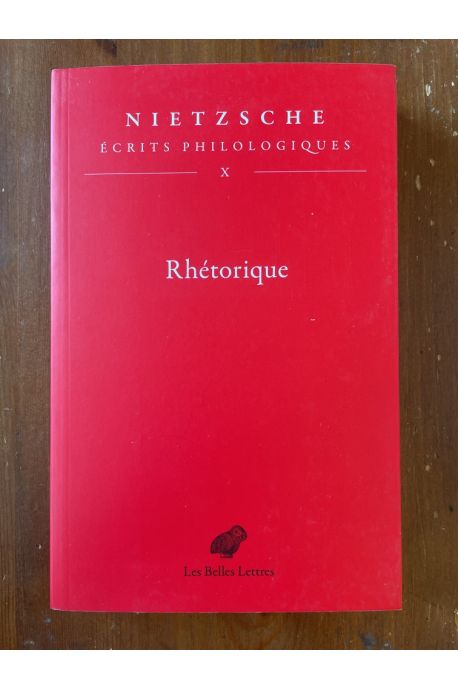 NIETZSCHE
ÉCRITS PHILOLOGIQUES
X
Rhétorique
Les Belles Lettres